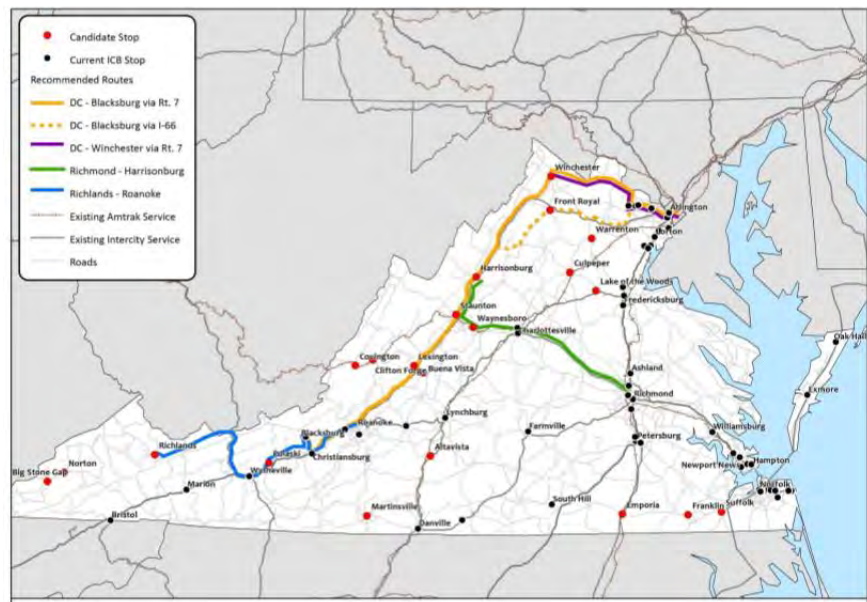 Candidate Stop
Current ICB Stop
Recommended Routes
DC - Blacksburg via Rt. 7
DC - Blacksburg via I-66
DC - Winchester via Rt. 7
Richmond - Harrisonburg
Richlands - Roanoke
Existing Amtrak Service
Existing Intercity Service
Roads
Winchester
Front Royal
Arlington
Warrenton
Lorton
Culpeper
Harrisonburg
Lake of the Woods
Fredericksburg
Staunton
Waynesboro
Charlottesville
Oak Hall
Covington
Lexington
Clifton Forge
Buena Vista
Ashland
Exmore
Richmond
Lynchburg
Roanoke
Blacksburg
Farmville
Williamsburg
Petersburg
Richlands
Christiansburg
Altavista
Pulaski
Hampton
Newport News
Big Stone Gap
Norton
Wytheville
Marion
Norfolk
South Hill
Martinsville
Emporia
Franklin
Suffolk
Bristol
Danville